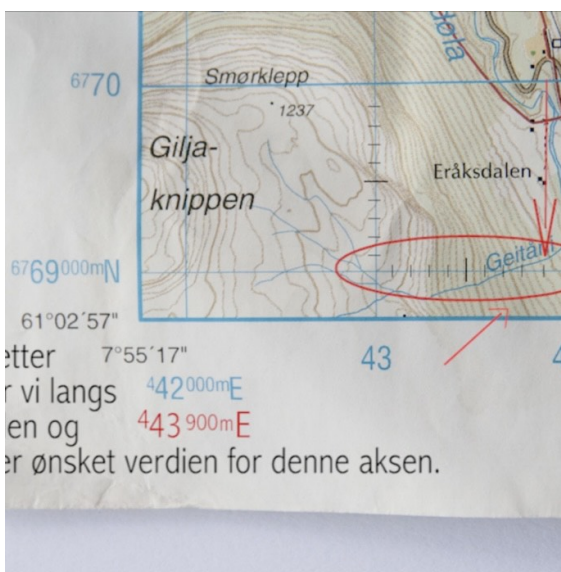 ⁶⁷70
Smørklepp
1237
Gilja-
knippen
Eråksdalen
⁶⁷69⁰⁰⁰ᵐN
61°02´57"
etter 7°55´17" 43
r vi langs ⁴42⁰⁰⁰ᵐE
en og ⁴43⁹⁰⁰ᵐE
er ønsket verdien for denne aksen.